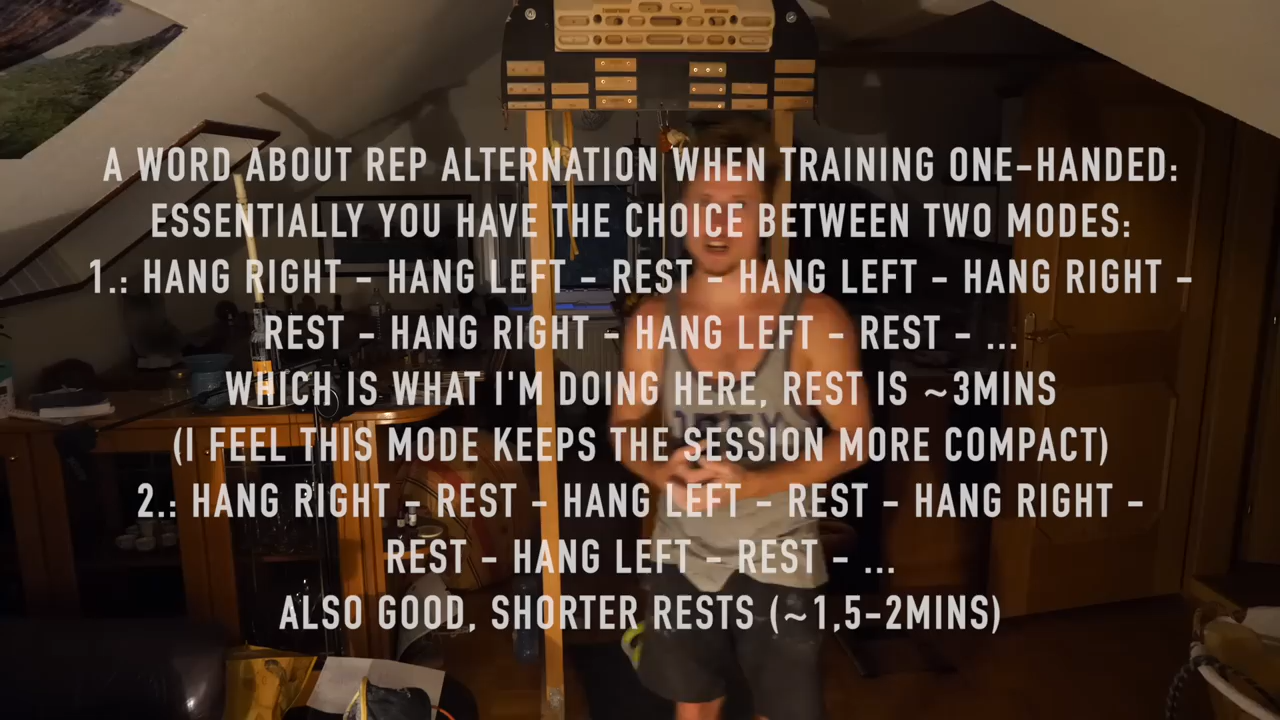 A WORD ABOUT REP ALTERNATION WHEN TRAINING ONE-HANDED:
ESSENTIALLY YOU HAVE THE CHOICE BETWEEN TWO MODES:
1.: HANG RIGHT - HANG LEFT - REST - HANG LEFT - HANG RIGHT -
REST - HANG RIGHT - HANG LEFT - REST - ...
WHICH IS WHAT I'M DOING HERE, REST IS ~3MINS
(I FEEL THIS MODE KEEPS THE SESSION MORE COMPACT)
2.: HANG RIGHT - REST - HANG LEFT - REST - HANG RIGHT -
REST - HANG LEFT - REST - ...
ALSO GOOD, SHORTER RESTS (~1,5-2MINS)